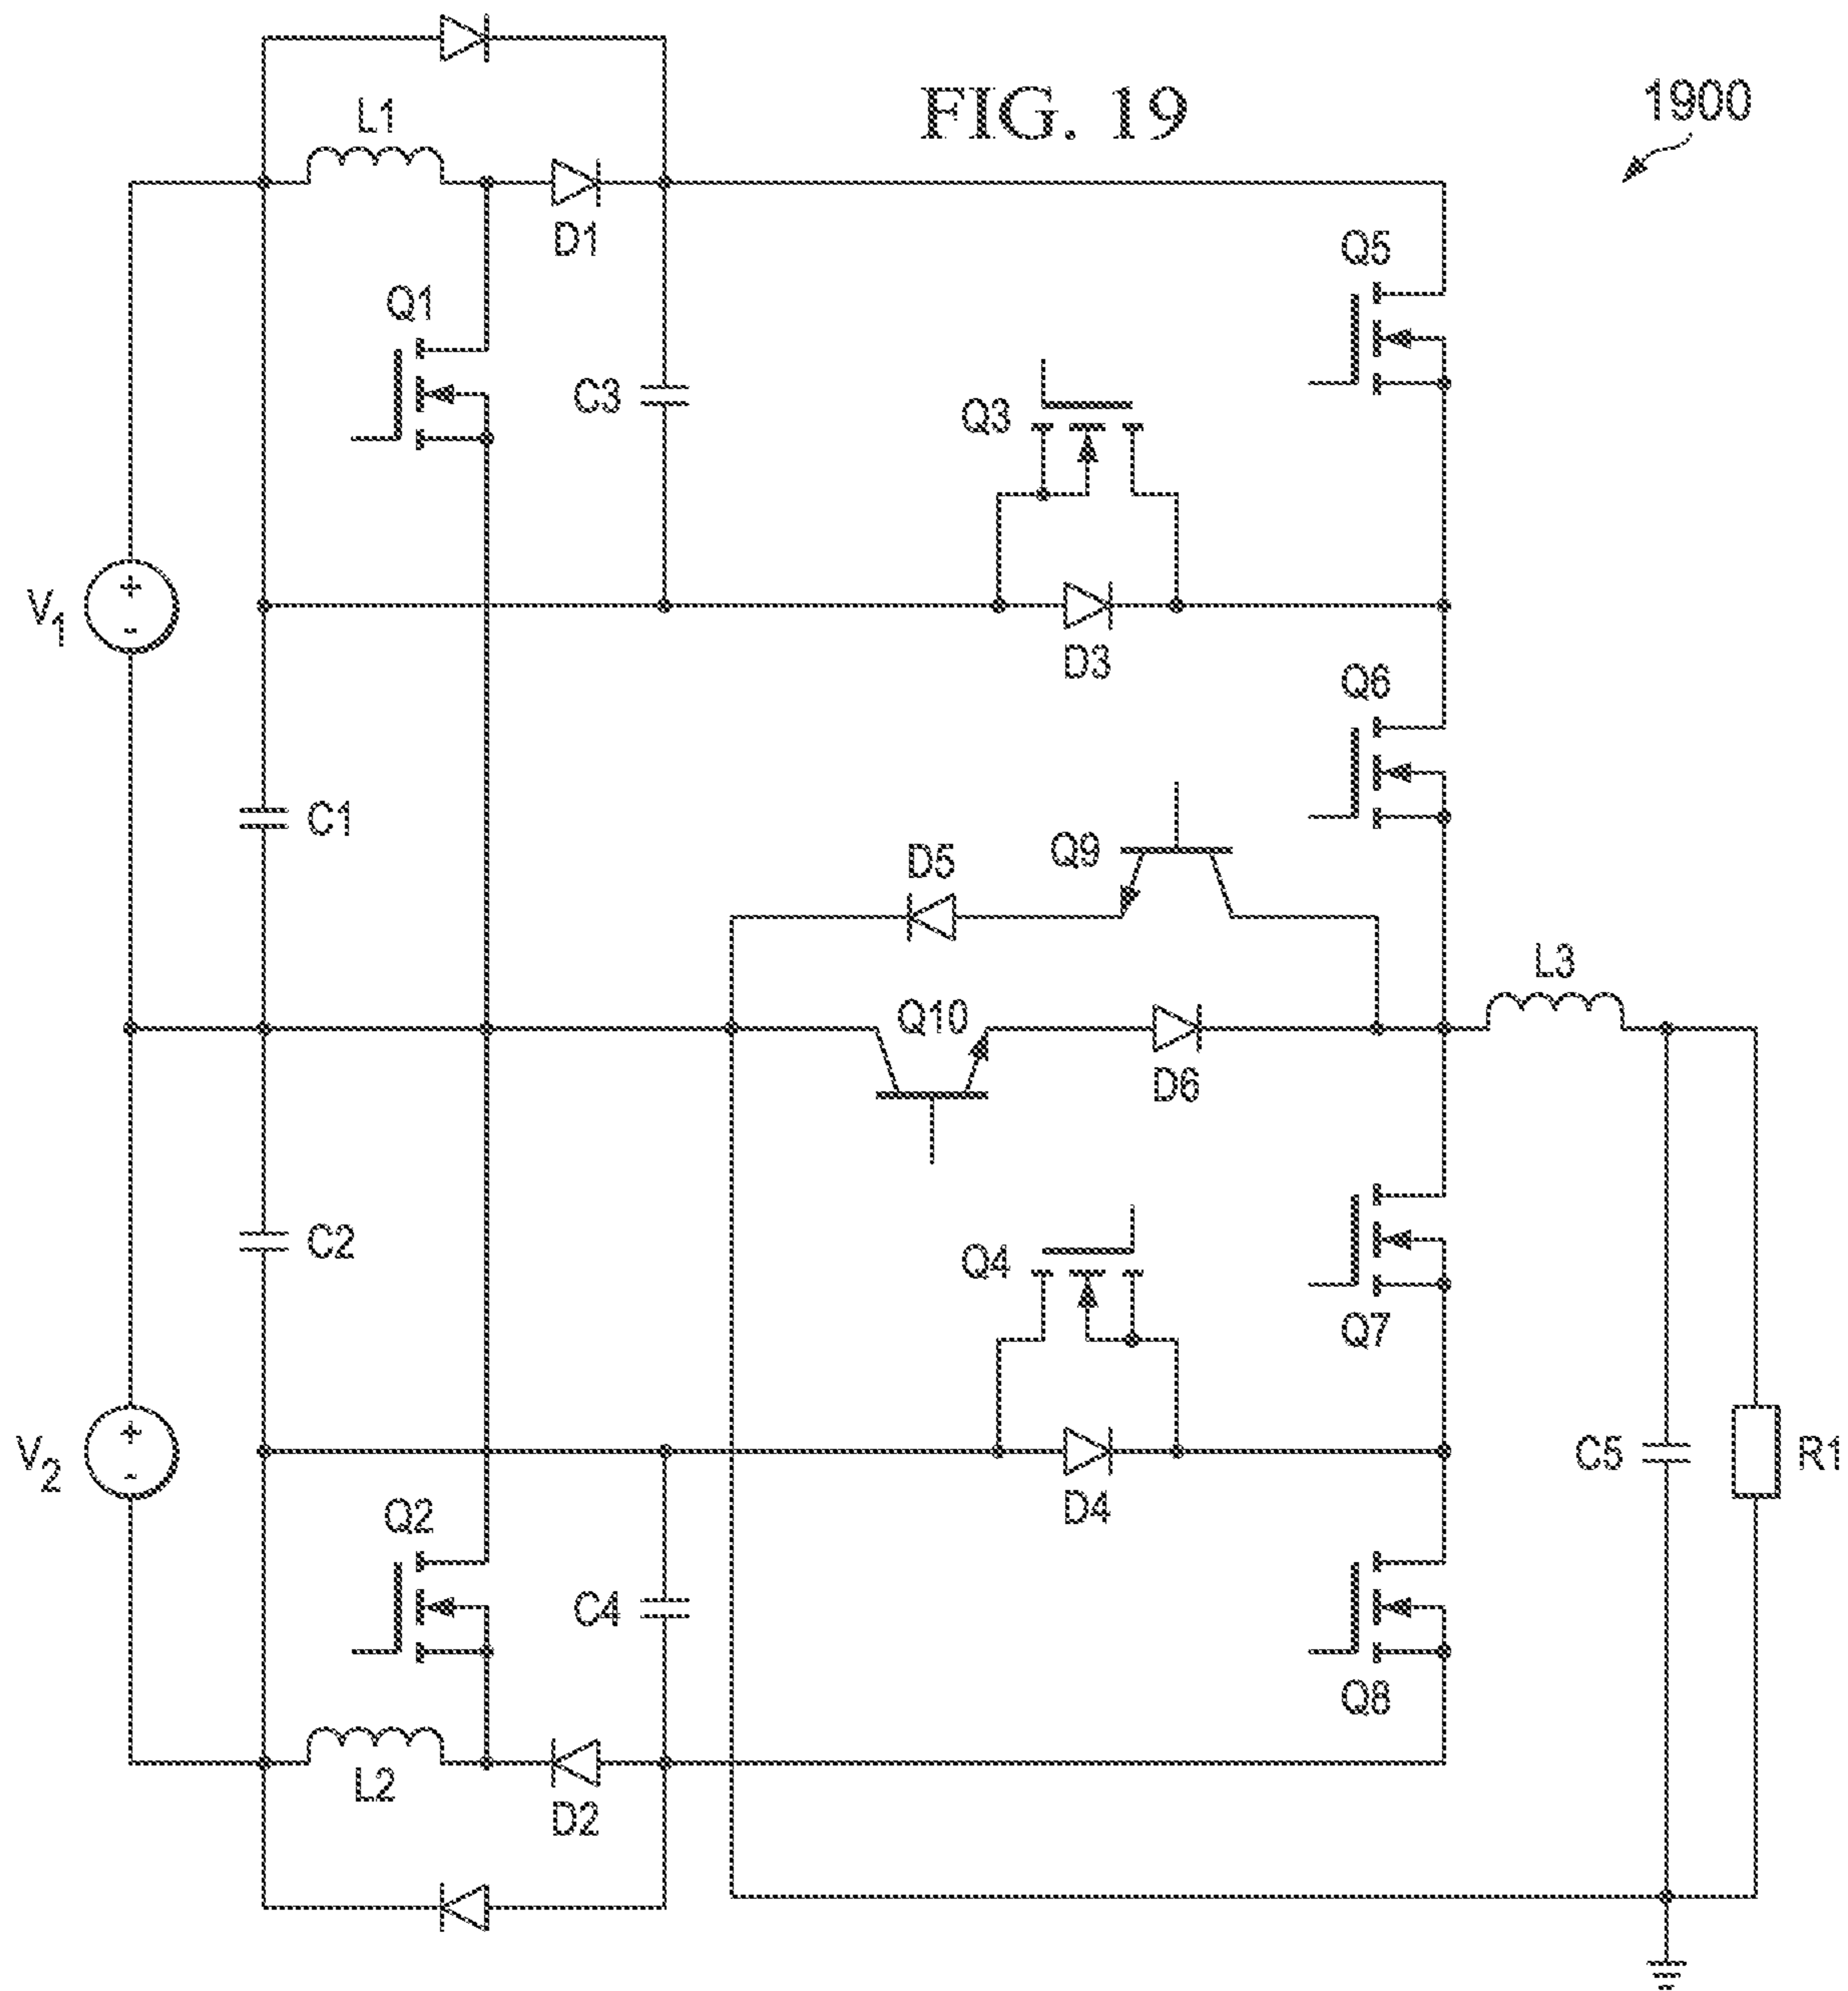 FIG. 19
1900
L1
D1
Q1
C3
Q3
Q5
V1
+
-
D3
Q6
C1
D5
Q9
Q10
D6
L3
C2
Q4
Q7
V2
+
-
D4
C5
R1
Q2
C4
Q8
L2
D2